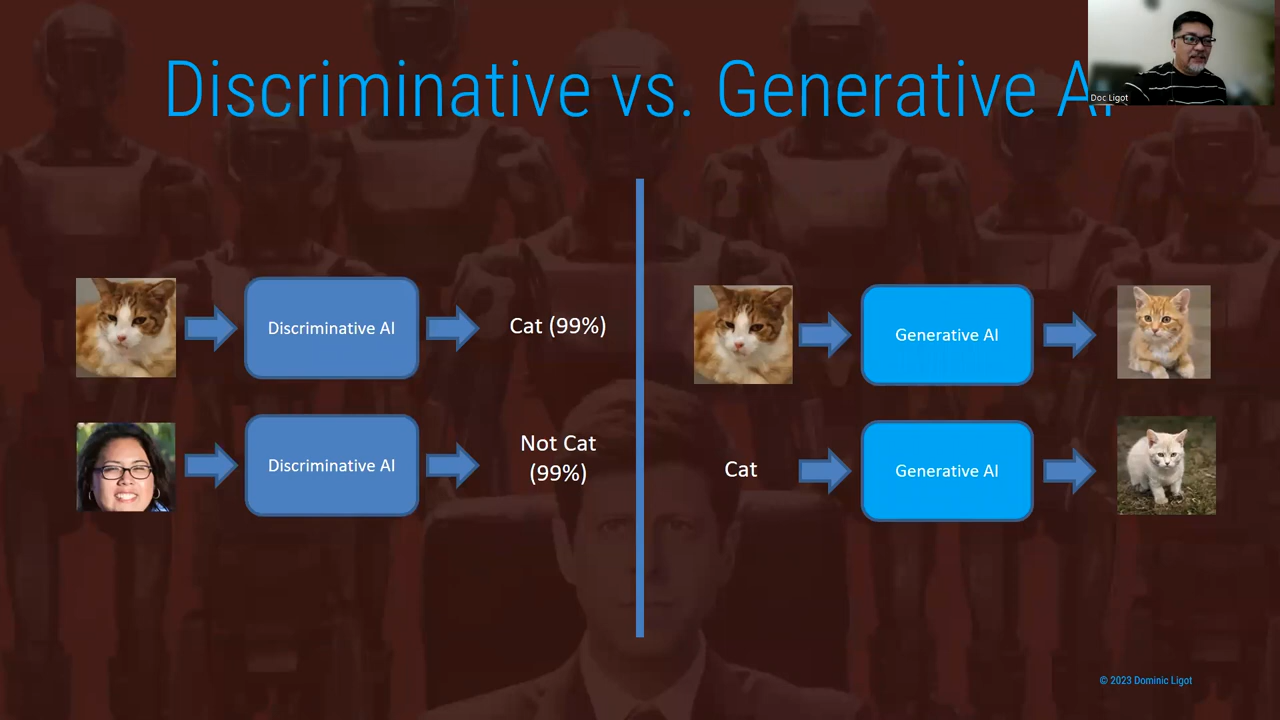 Discriminative vs. Generative AI
Doc Ligot
Discriminative AI
Cat (99%)
Discriminative AI
Not Cat
(99%)
Generative AI
Cat
Generative AI
© 2023 Dominic Ligot